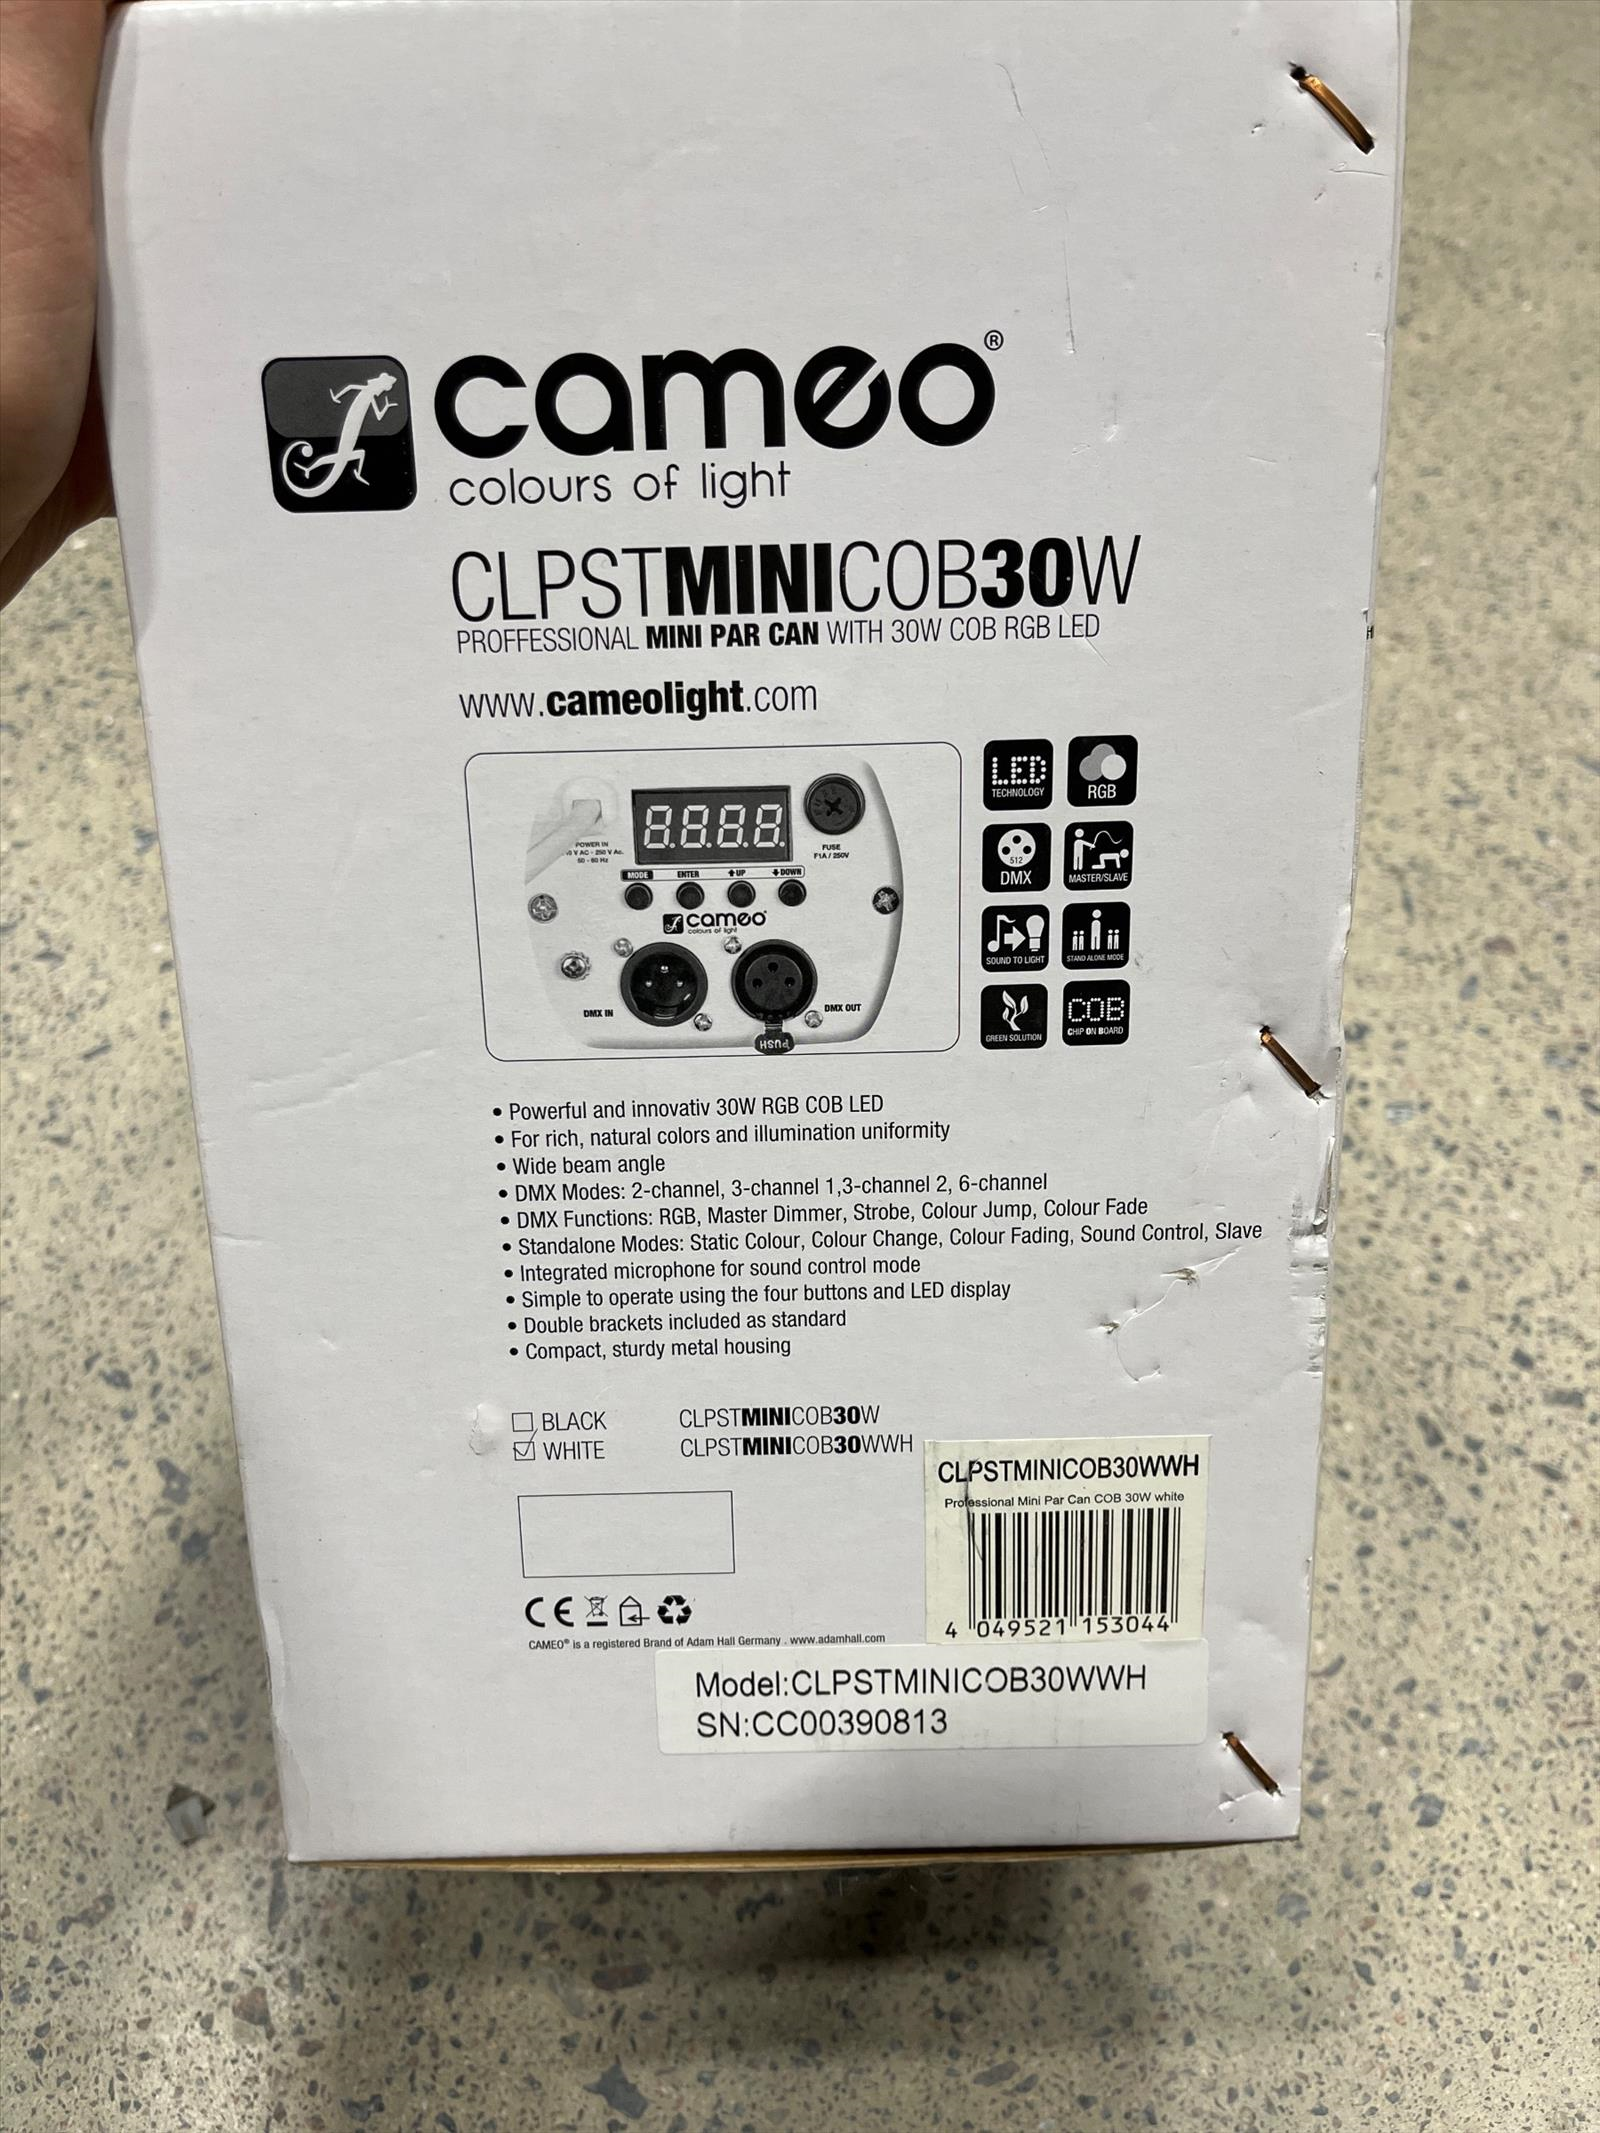 cameo®
colours of light
CLPSTMINICOB30W
PROFFESSIONAL MINI PAR CAN WITH 30W COB RGB LED
www.cameolight.com
LED
TECHNOLOGY
RGB
8.8.8.8.
POWER IN
V AC - 250 V Ac.
50 - 60 Hz
FUSE
F1A / 250V
MODE
ENTER
UP
DOWN
512
DMX
MASTER/SLAVE
cameo
colours of light
SOUND TO LIGHT
STAND ALONE MODE
DMX IN
DMX OUT
PUSH
GREEN SOLUTION
COB
CHIP ON BOARD
• Powerful and innovativ 30W RGB COB LED
• For rich, natural colors and illumination uniformity
• Wide beam angle
• DMX Modes: 2-channel, 3-channel 1,3-channel 2, 6-channel
• DMX Functions: RGB, Master Dimmer, Strobe, Colour Jump, Colour Fade
• Standalone Modes: Static Colour, Colour Change, Colour Fading, Sound Control, Slave
• Integrated microphone for sound control mode
• Simple to operate using the four buttons and LED display
• Double brackets included as standard
• Compact, sturdy metal housing
BLACK CLPSTMINICOB30W
WHITE CLPSTMINICOB30WWH
CLPSTMINICOB30WWH
Professional Mini Par Can COB 30W white
4 049521 153044
CE
CAMEO® is a registered Brand of Adam Hall Germany . www.adamhall.com
Model:CLPSTMINICOB30WWH
SN:CC00390813